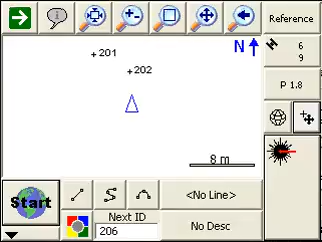 Reference
N
6
9
201
202
P 1.8
8 m
Start
<No Line>
Next ID
206
No Desc